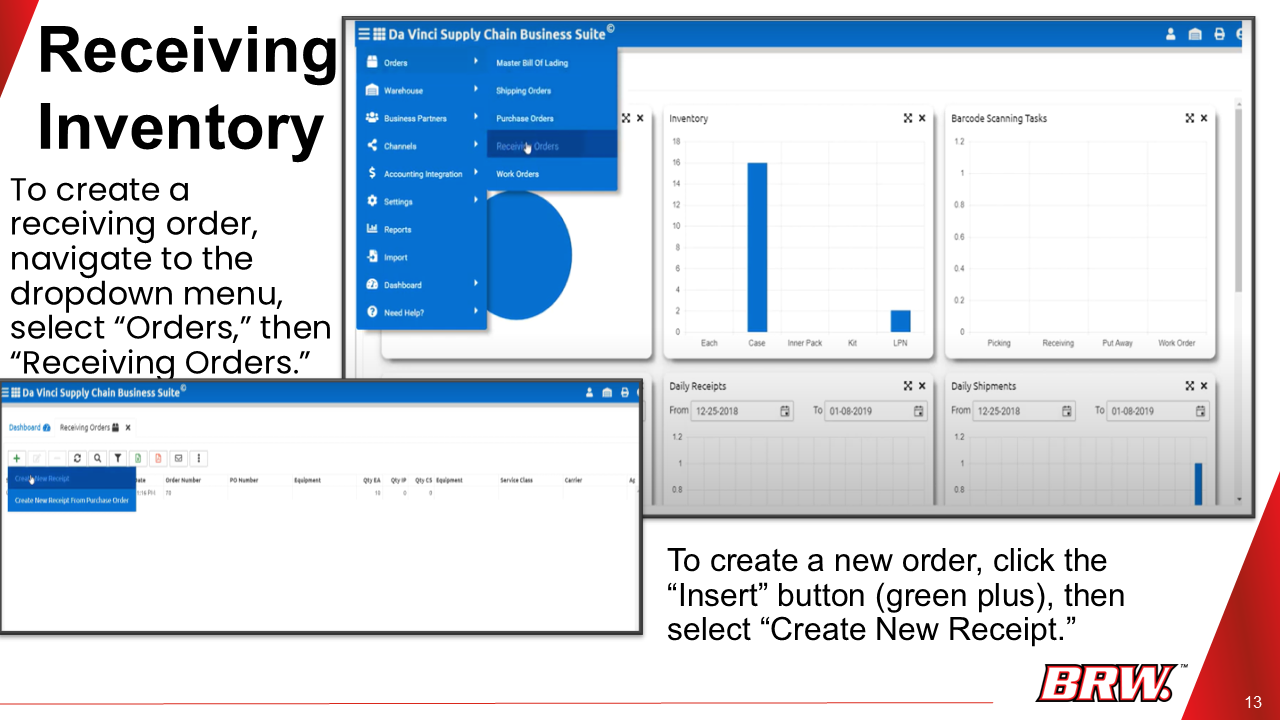 Receiving
Inventory
To create a
receiving order,
navigate to the
dropdown menu,
select “Orders,” then
“Receiving Orders.”
Da Vinci Supply Chain Business Suite©
Orders
Warehouse
Business Partners
Channels
Accounting Integration
Settings
Reports
Import
Dashboard
Need Help?
Master Bill Of Lading
Shipping Orders
Purchase Orders
Receiving Orders
Work Orders
Inventory
18
16
14
12
10
8
6
4
2
0
Each Case Inner Pack Kit LPN
Barcode Scanning Tasks
1.2
1
0.8
0.6
0.4
0.2
0
Picking Receiving Put Away Work Order
Daily Receipts
From 12-25-2018 To 01-08-2019
1.2
1
0.8
Daily Shipments
From 12-25-2018 To 01-08-2019
1.2
1
0.8
Da Vinci Supply Chain Business Suite©
Dashboard Receiving Orders
Create New Receipt
Create New Receipt From Purchase Order
Order Number PO Number Equipment Qty EA Qty IP Qty CS Equipment Service Class Carrier
70 10 0 0
To create a new order, click the
“Insert” button (green plus), then
select “Create New Receipt.”
BRW.™
13